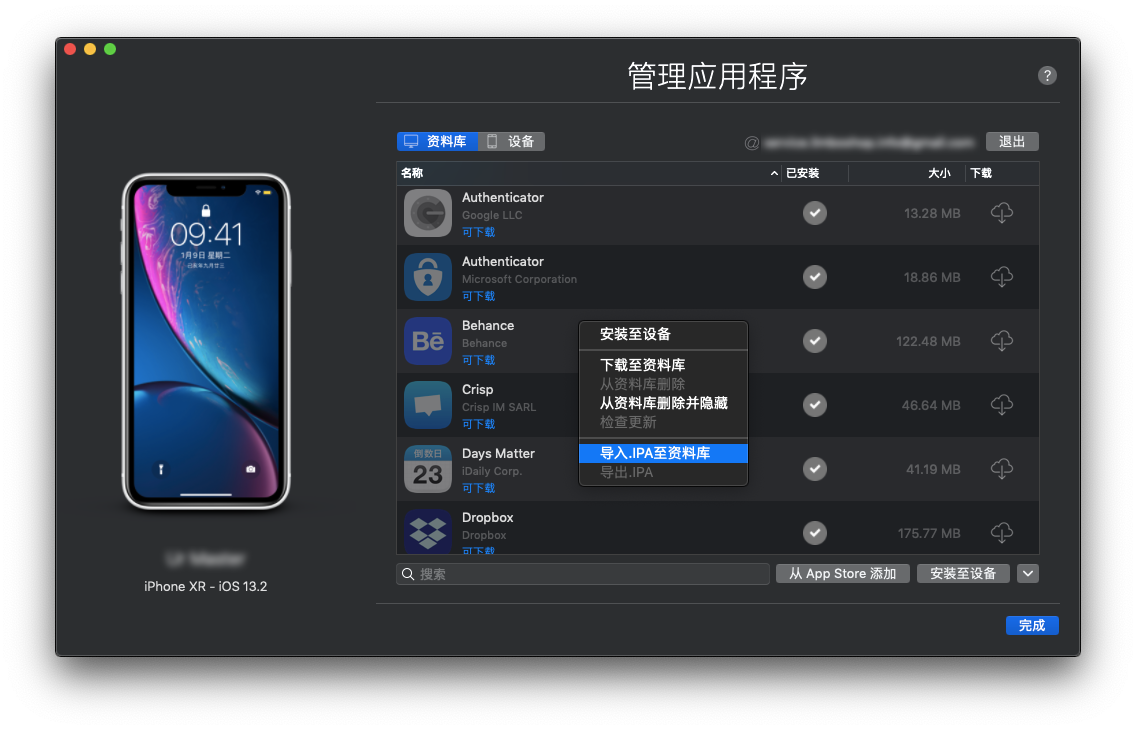 管理应用程序
?
资料库
设备
@
退出
名称
已安装
大小
下载
Authenticator
Google LLC
可下载
13.28 MB
Authenticator
Microsoft Corporation
可下载
18.86 MB
Bē
Behance
Behance
可下载
122.48 MB
Crisp
Crisp IM SARL
可下载
46.64 MB
倒数日
23
Days Matter
iDaily Corp.
可下载
41.19 MB
Dropbox
Dropbox
可下载
175.77 MB
安装至设备
下载至资料库
从资料库删除
从资料库删除并隐藏
检查更新
导入.IPA至资料库
导出.IPA
搜索
从 App Store 添加
安装至设备
完成
09:41
1月9日 星期二
iPhone XR - iOS 13.2